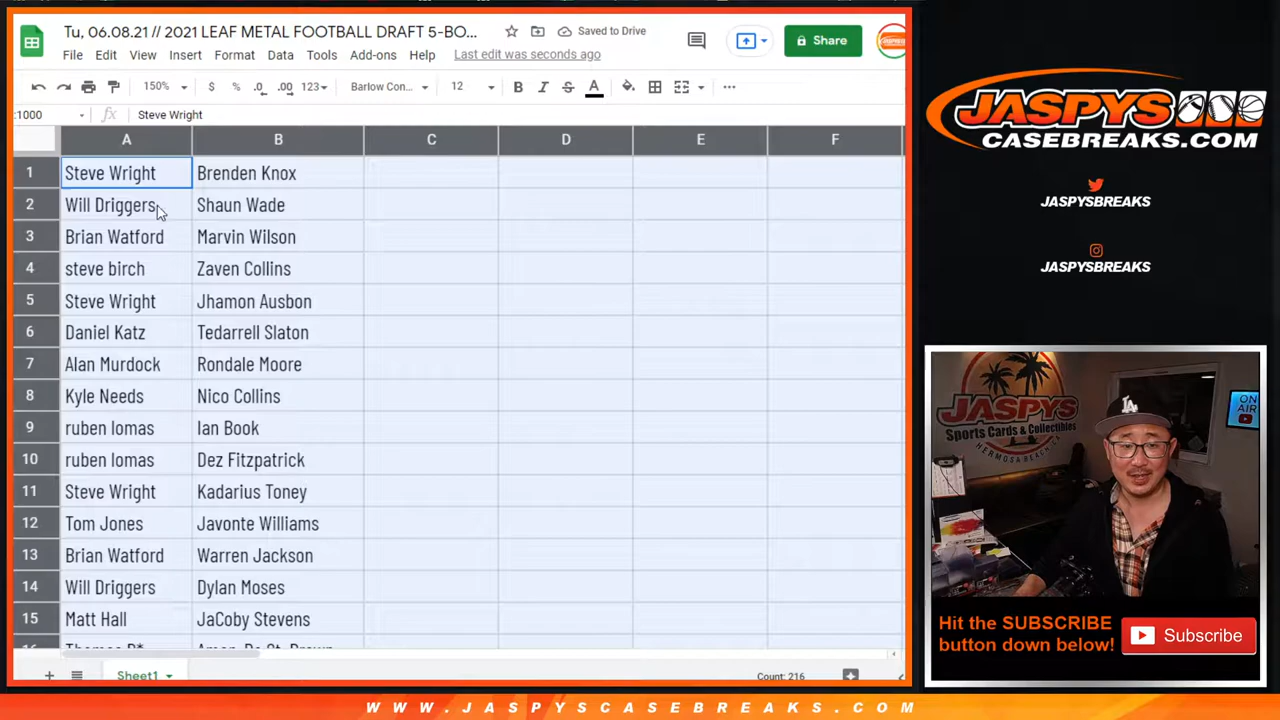 Tu, 06.08.21 // 2021 LEAF METAL FOOTBALL DRAFT 5-BO...
Saved to Drive
File Edit View Insert Format Data Tools Add-ons Help Last edit was seconds ago
Share
150% $ % .0 .00 123 Barlow Con... 12 B I S A
:1000 fx Steve Wright
A B C D E F
1 Steve Wright Brenden Knox
2 Will Driggers Shaun Wade
3 Brian Watford Marvin Wilson
4 steve birch Zaven Collins
5 Steve Wright Jhamon Ausbon
6 Daniel Katz Tedarrell Slaton
7 Alan Murdock Rondale Moore
8 Kyle Needs Nico Collins
9 ruben lomas Ian Book
10 ruben lomas Dez Fitzpatrick
11 Steve Wright Kadarius Toney
12 Tom Jones Javonte Williams
13 Brian Watford Warren Jackson
14 Will Driggers Dylan Moses
15 Matt Hall JaCoby Stevens
Sheet1
Count: 216
JASPYS
CASEBREAKS.COM
JASPYSBREAKS
JASPYSBREAKS
JASPYS
Sports Cards & Collectibles
HERMOSA BEACH, CA
LA
ON
AIR
Hit the SUBSCRIBE
button down below!
Subscribe
WWW.JASPYSCASEBREAKS.COM